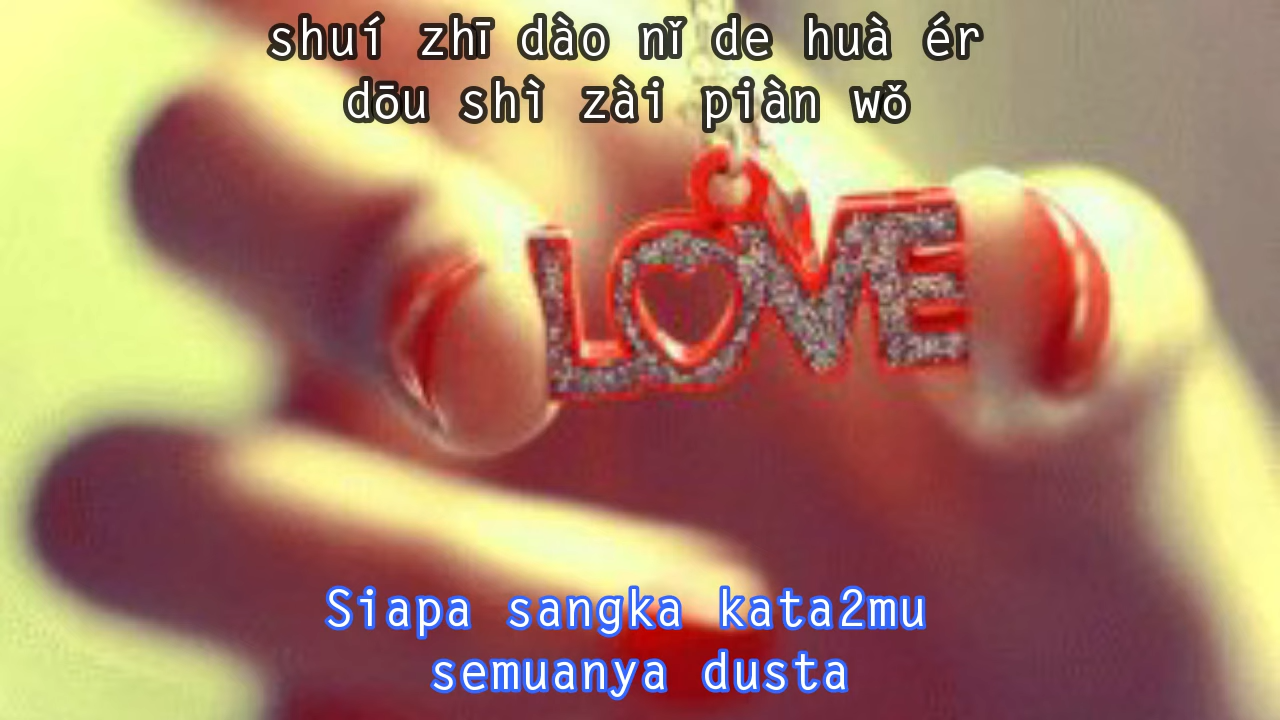 shuí zhī dào nǐ de huà ér
dōu shì zài piàn wǒ
LOVE
Siapa sangka kata2mu
semuanya dusta